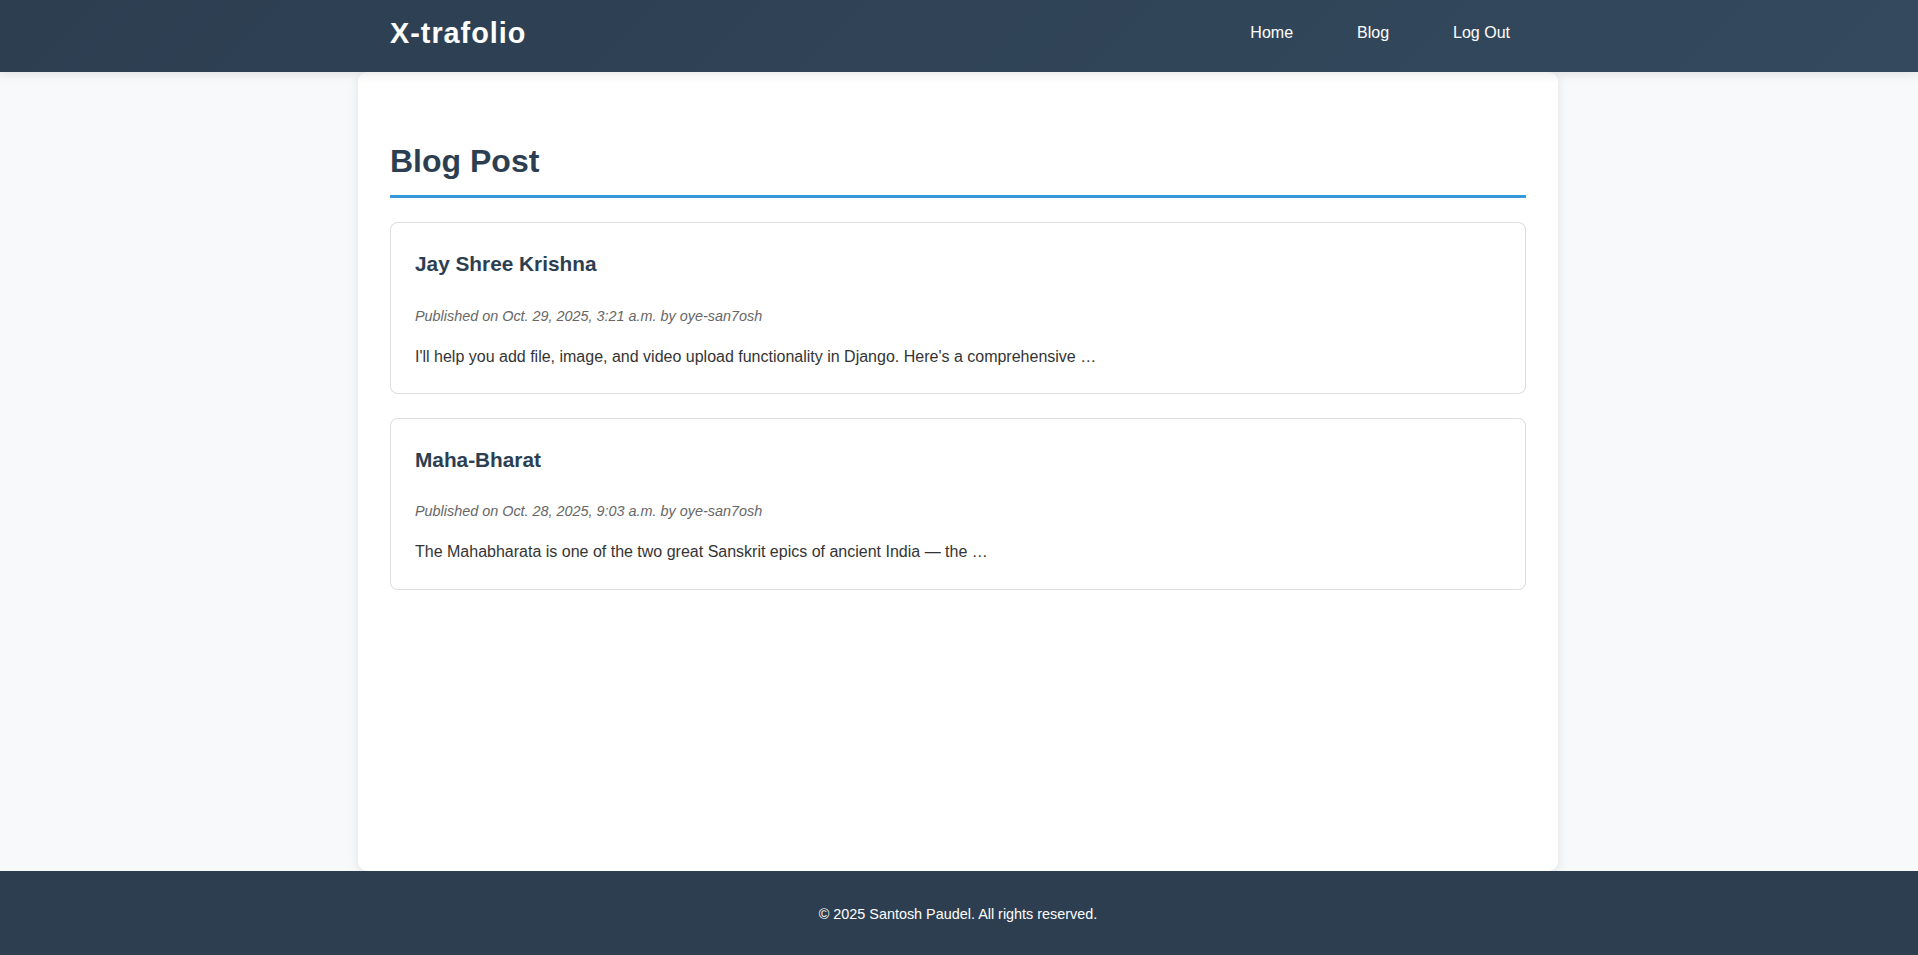 X-trafolio
Home Blog Log Out
Blog Post
Jay Shree Krishna
Published on Oct. 29, 2025, 3:21 a.m. by oye-san7osh
I'll help you add file, image, and video upload functionality in Django. Here's a comprehensive …
Maha-Bharat
Published on Oct. 28, 2025, 9:03 a.m. by oye-san7osh
The Mahabharata is one of the two great Sanskrit epics of ancient India — the …
© 2025 Santosh Paudel. All rights reserved.